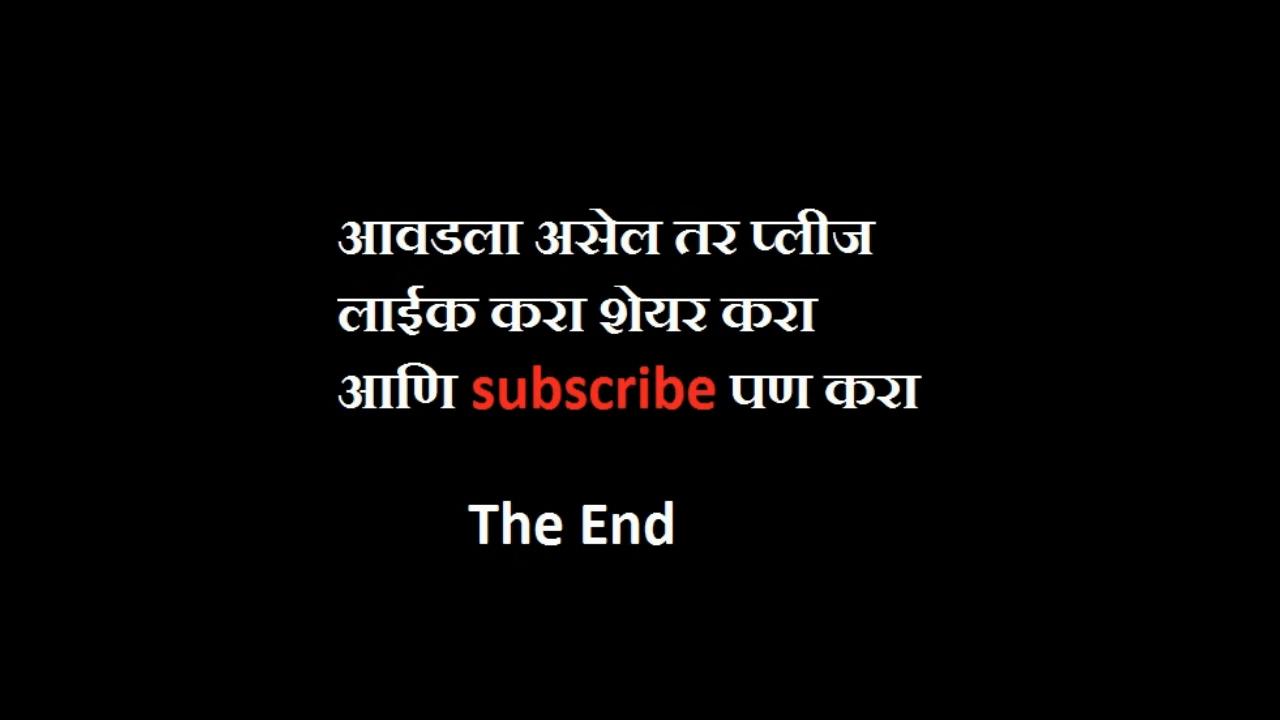 आवडला असेल तर प्लीज
लाईक करा शेयर करा
आणि subscribe पण करा
The End